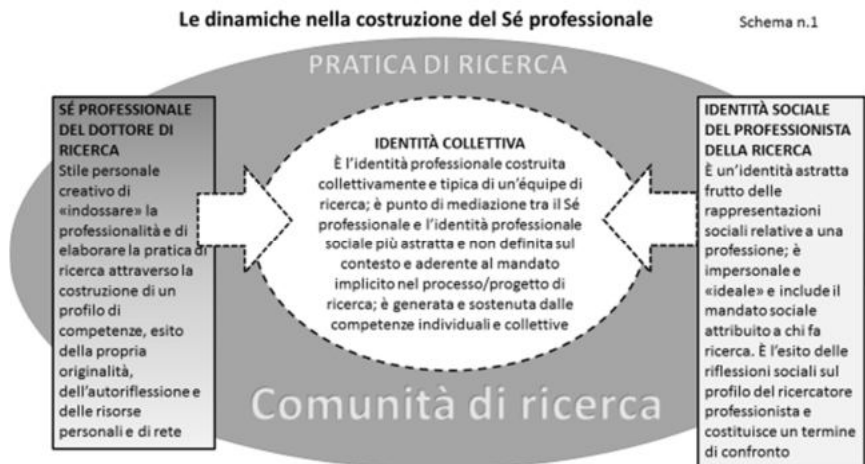 Le dinamiche nella costruzione del Sé professionale
Schema n.1
PRATICA DI RICERCA
SÉ PROFESSIONALE
DEL DOTTORE DI
RICERCA
Stile personale
creativo di
«indossare» la
professionalità e di
elaborare la pratica di
ricerca attraverso la
costruzione di un
profilo di
competenze, esito
della propria
originalità,
dell'autoriflessione e
delle risorse
personali e di rete
IDENTITÀ COLLETTIVA
È l'identità professionale costruita
collettivamente e tipica di un'équipe di
ricerca; è punto di mediazione tra il Sé
professionale e l'identità professionale
sociale più astratta e non definita sul
contesto e aderente al mandato
implicito nel processo/progetto di
ricerca; è generata e sostenuta dalle
competenze individuali e collettive
IDENTITÀ SOCIALE
DEL PROFESSIONISTA
DELLA RICERCA
È un'identità astratta
frutto delle
rappresentazioni
sociali relative a una
professione; è
impersonale e
«ideale» e include il
mandato sociale
attribuito a chi fa
ricerca. È l'esito delle
riflessioni sociali sul
profilo del ricercatore
professionista e
costituisce un termine
di confronto
Comunità di ricerca